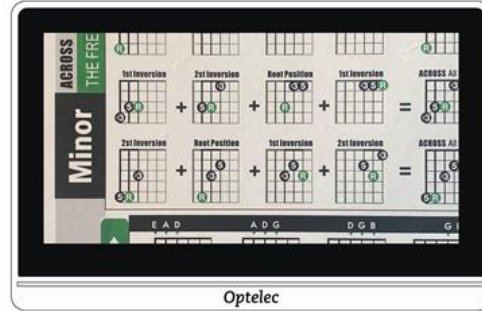 ACROSS
THE FRE
Minor
1st Inversion
2st Inversion
Root Position
1st Inversion
ACROSS All
+ + + =
2st Inversion
Root Position
1st Inversion
2st Inversion
ACROSS All
+ + + =
E A D
A D G
D G B
G
Optelec